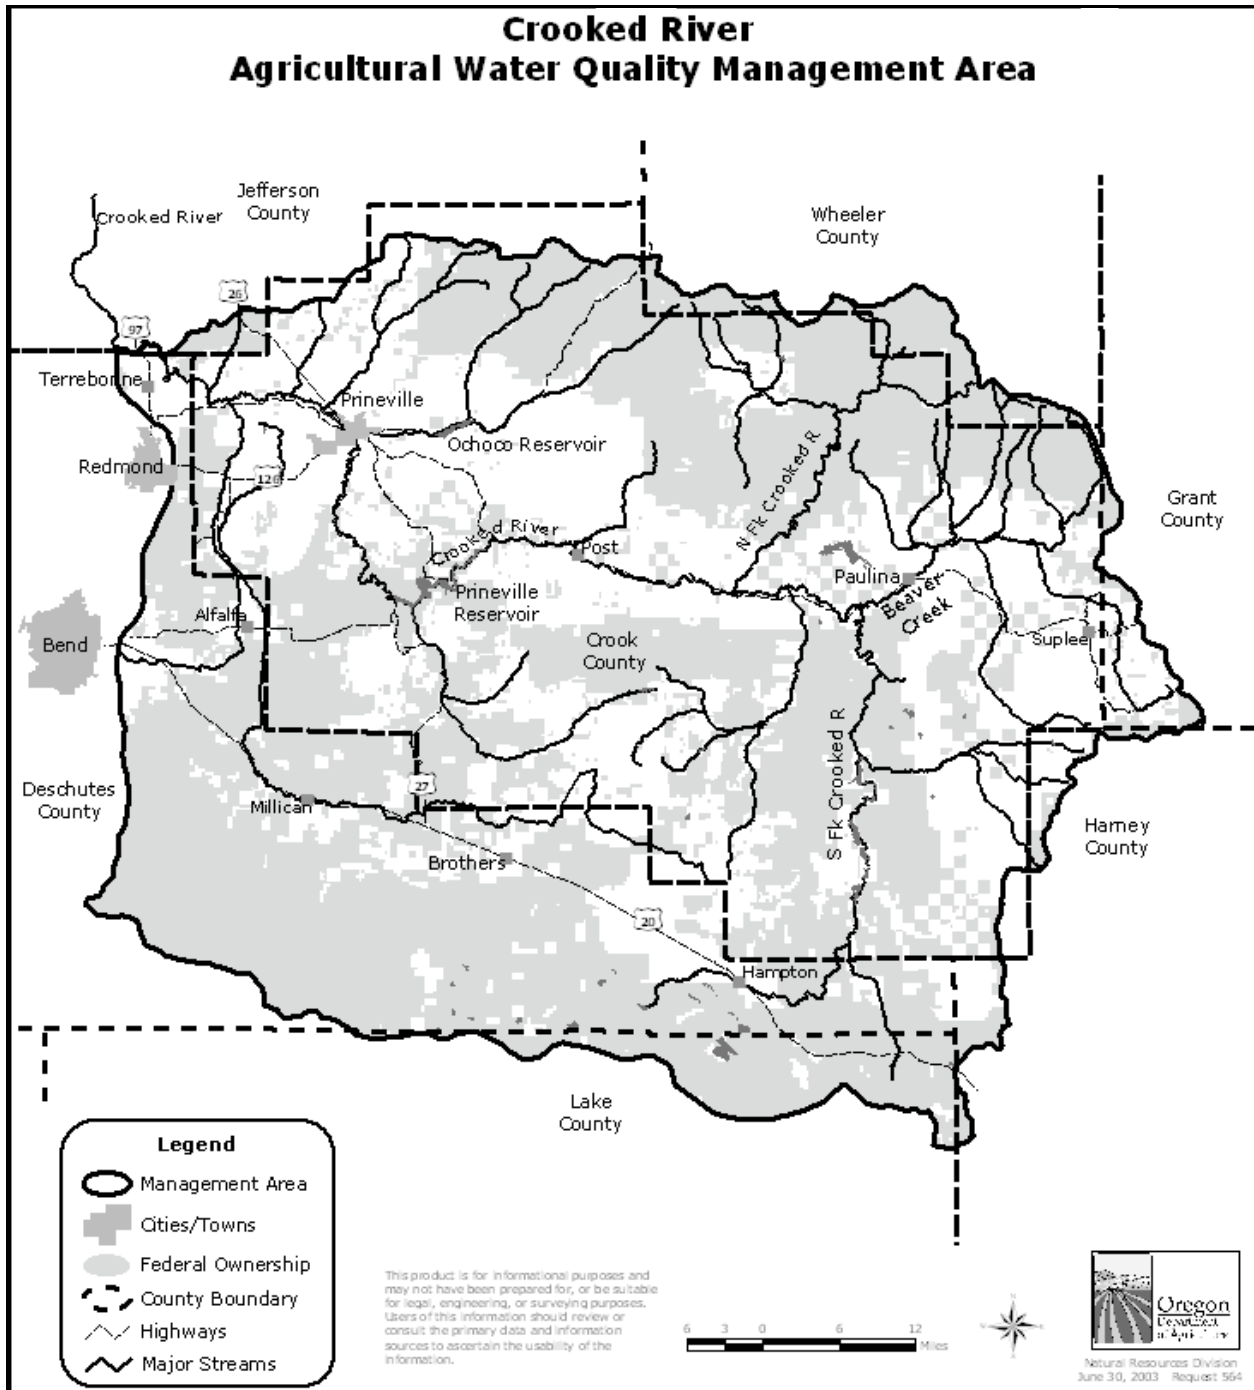 Crooked River
Agricultural Water Quality Management Area
Jefferson
County
Crooked River
Wheeler
County
26
97
Terrebonne
Prineville
Ochoco Reservoir
Redmond
126
N Fk Crooked R
Grant
County
Crooked River
Post
Paulina
Prineville
Reservoir
Beaver
Creek
Alfalfa
Bend
Crook
County
Suplee
S Fk Crooked R
Deschutes
County
27
Millican
Harney
County
Brothers
20
Hampton
Lake
County
Legend
Management Area
Cities/Towns
Federal Ownership
County Boundary
Highways
Major Streams
This product is for informational purposes and
may not have been prepared for, or be suitable
for legal, engineering, or surveying purposes.
Users of this information should review or
consult the primary data and information
sources to ascertain the usability of the
information.
6 3 0 6 12
Miles
Oregon
Department
of Agriculture
Natural Resources Division
June 30, 2003 Request 564